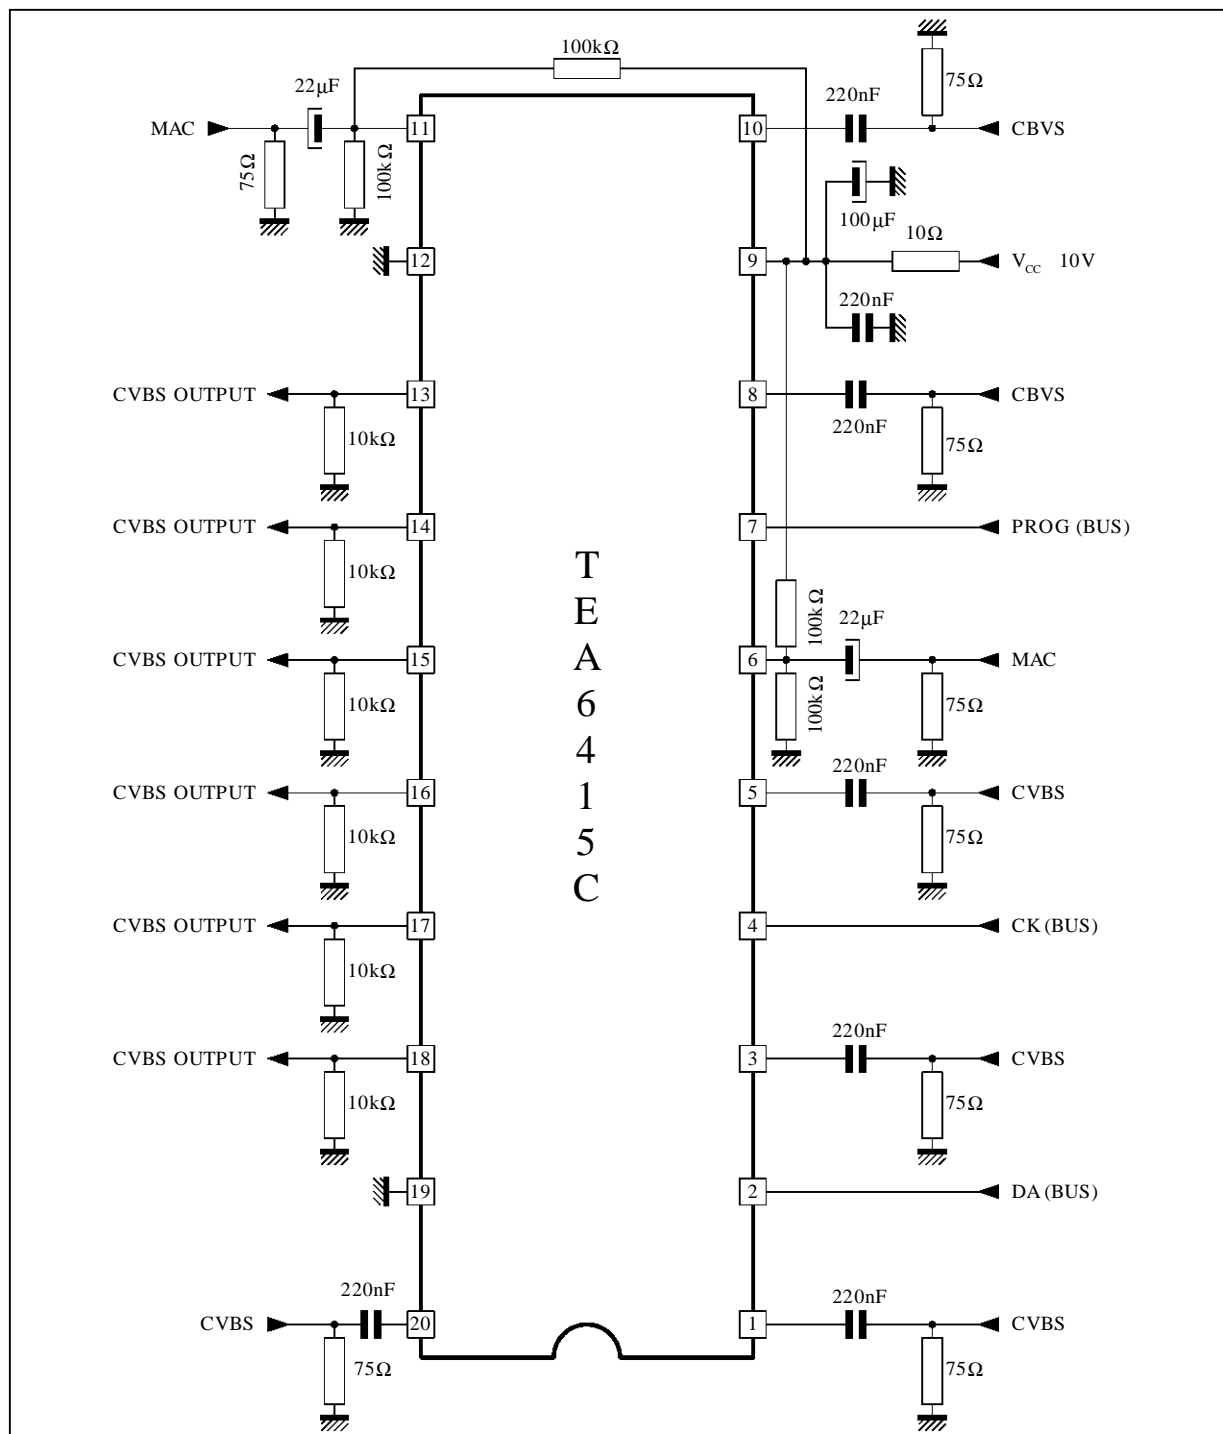 100kΩ
22µF
220nF
75Ω
MAC
11
10
CBVS
75Ω
100kΩ
100µF
10Ω
12
9
VCC 10V
220nF
CVBS OUTPUT
13
8
CBVS
10kΩ
220nF
75Ω
CVBS OUTPUT
14
7
PROG (BUS)
10kΩ
TEA6415C
100kΩ
22µF
CVBS OUTPUT
15
6
MAC
10kΩ
100kΩ
75Ω
220nF
CVBS OUTPUT
16
5
CVBS
10kΩ
75Ω
CVBS OUTPUT
17
4
CK (BUS)
10kΩ
220nF
CVBS OUTPUT
18
3
CVBS
10kΩ
75Ω
19
2
DA (BUS)
220nF
220nF
CVBS
20
1
CVBS
75Ω
75Ω